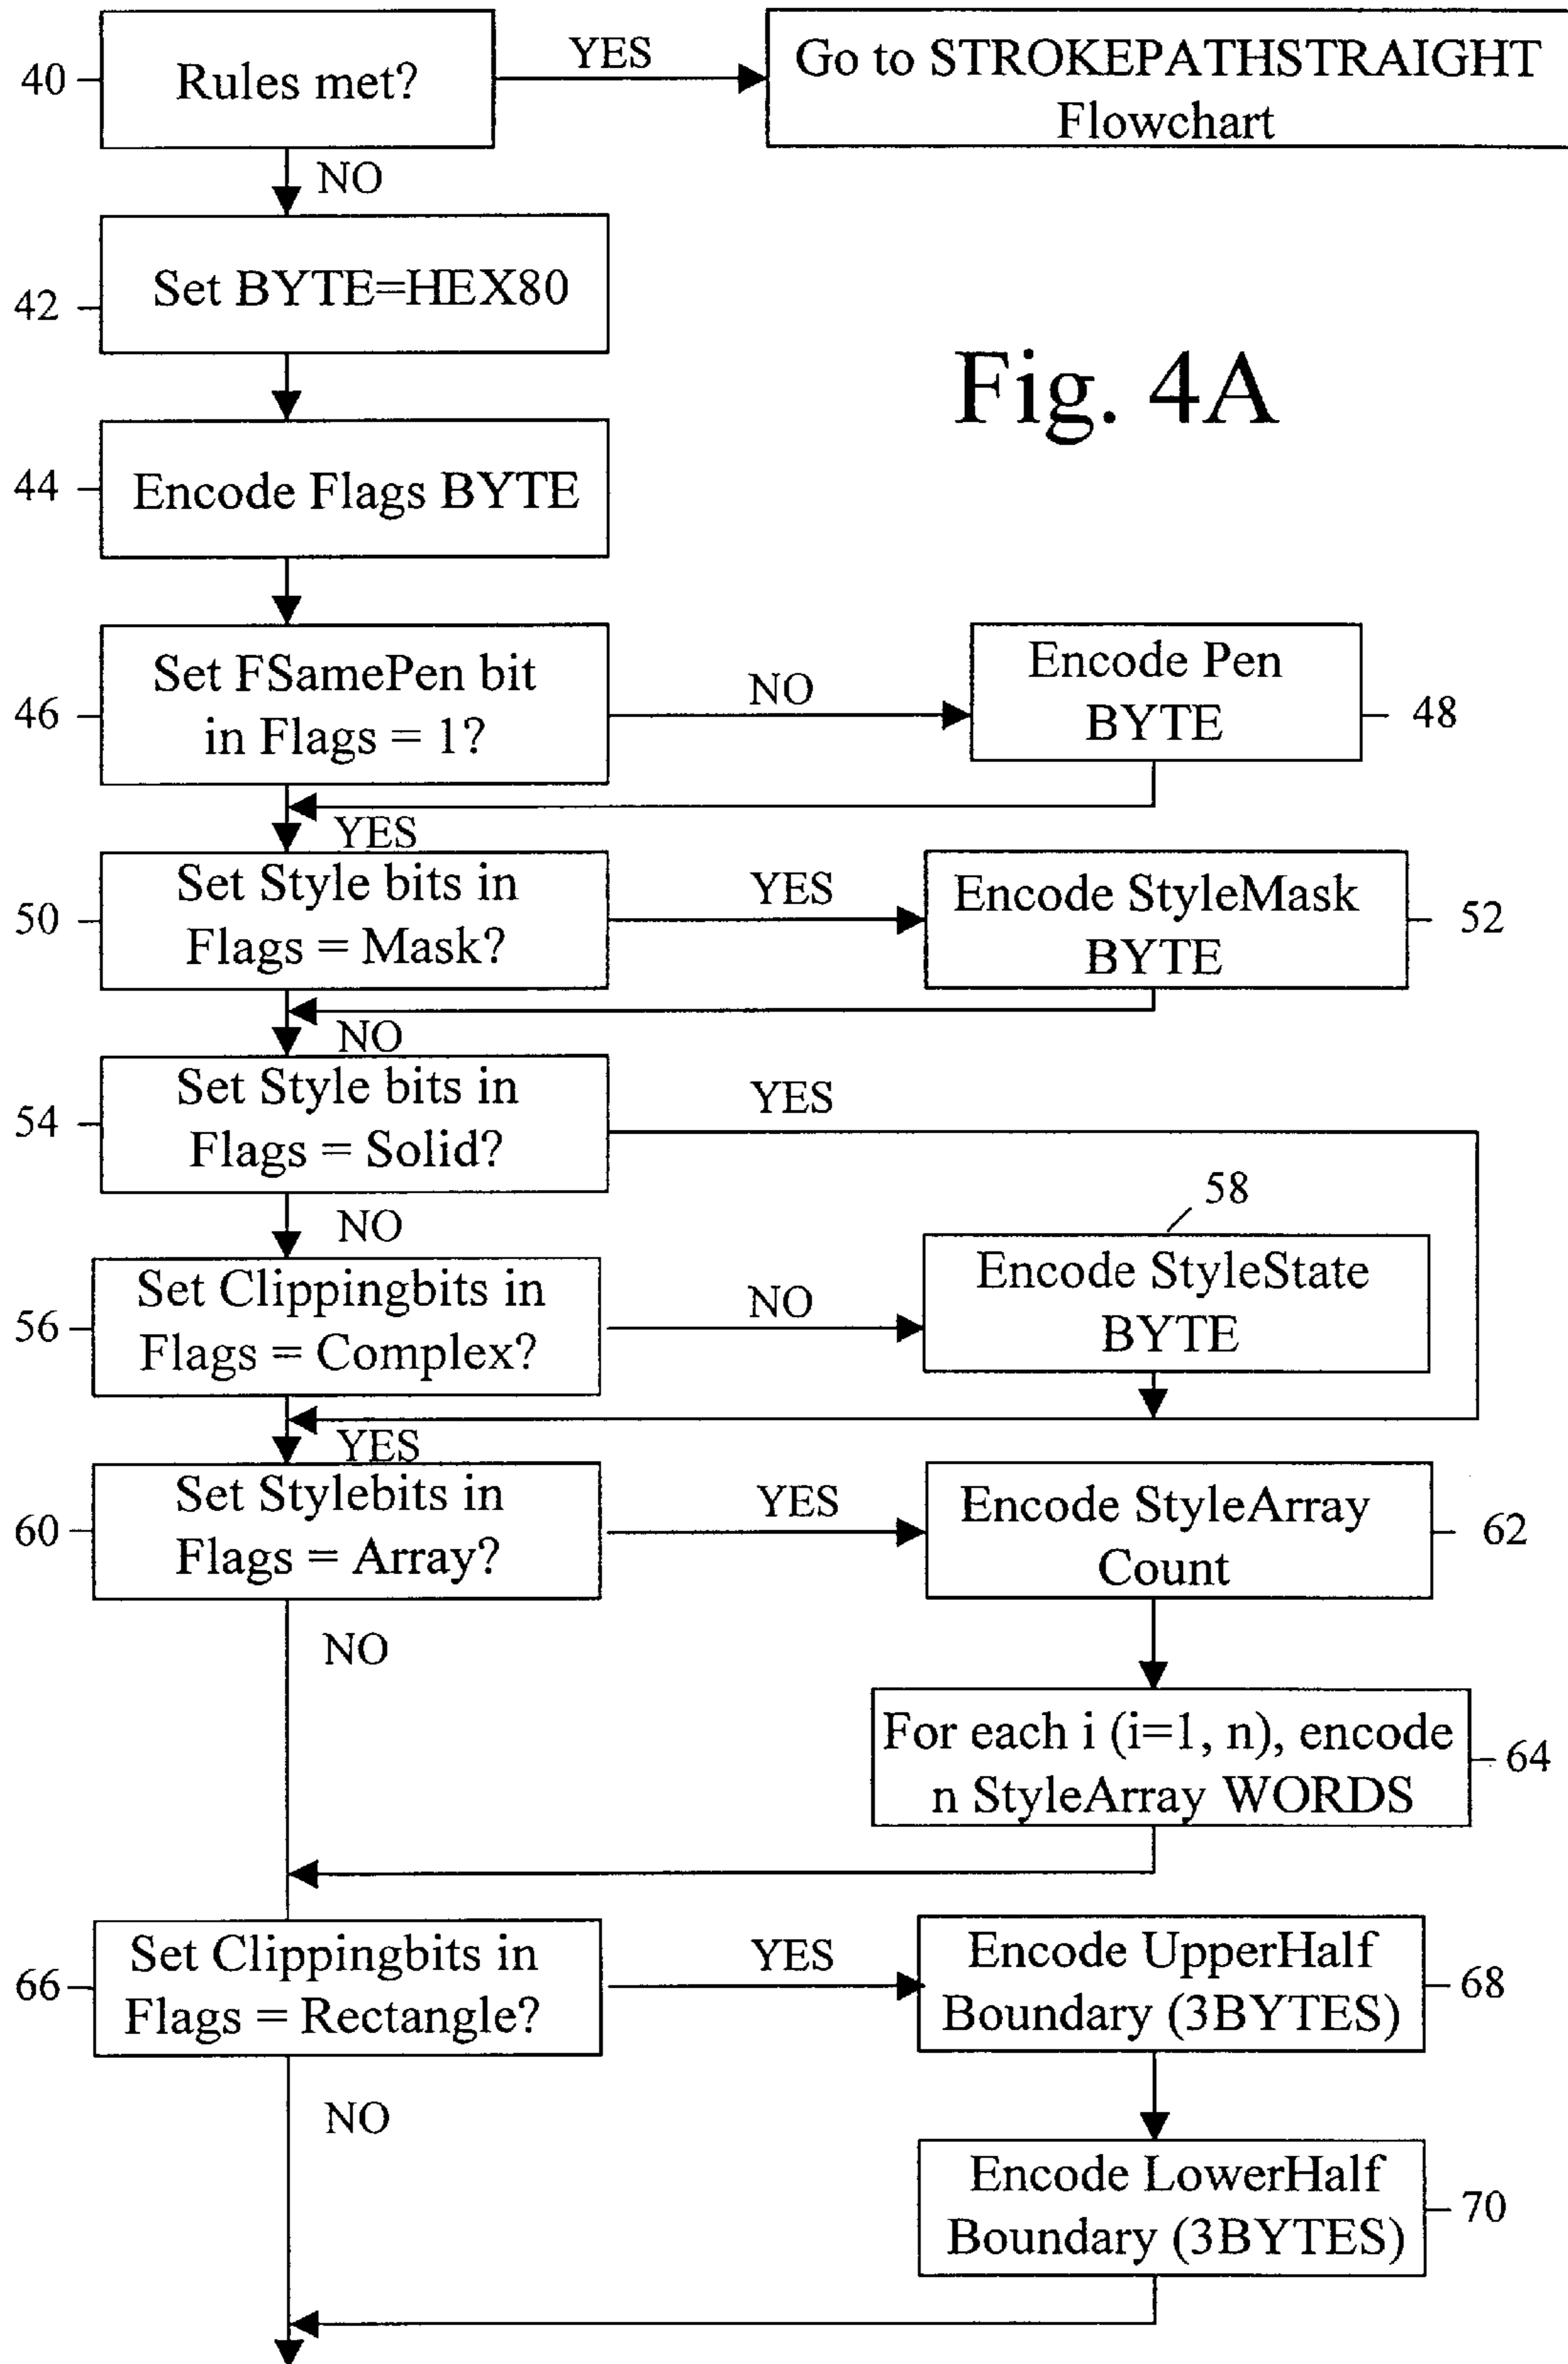 40
Rules met?
YES
Go to STROKEPATHSTRAIGHT
Flowchart
NO
42
Set BYTE=HEX80
Fig. 4A
44
Encode Flags BYTE
46
Set FSamePen bit
in Flags = 1?
NO
Encode Pen
BYTE
48
YES
50
Set Style bits in
Flags = Mask?
YES
Encode StyleMask
BYTE
52
NO
54
Set Style bits in
Flags = Solid?
YES
NO
58
56
Set Clippingbits in
Flags = Complex?
NO
Encode StyleState
BYTE
YES
60
Set Stylebits in
Flags = Array?
YES
Encode StyleArray
Count
62
NO
For each i (i=1, n), encode
n StyleArray WORDS
64
66
Set Clippingbits in
Flags = Rectangle?
YES
Encode UpperHalf
Boundary (3BYTES)
68
NO
Encode LowerHalf
Boundary (3BYTES)
70